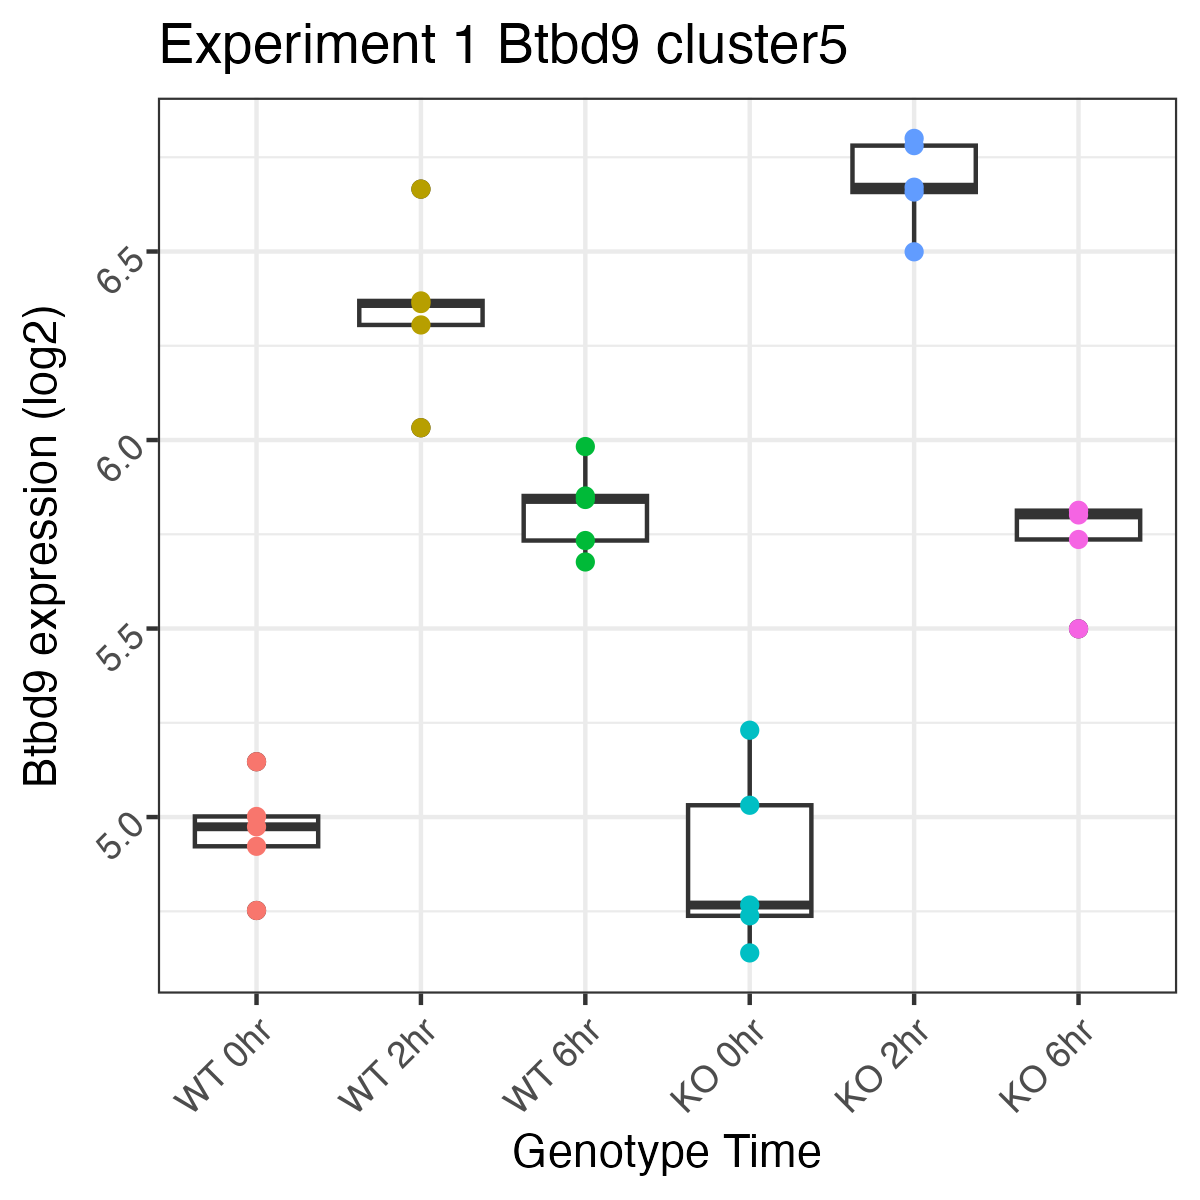 Experiment 1 Btbd9 cluster5
Btbd9 expression (log2)
6.5
6.0
5.5
5.0
WT 0hr
WT 2hr
WT 6hr
KO 0hr
KO 2hr
KO 6hr
Genotype Time